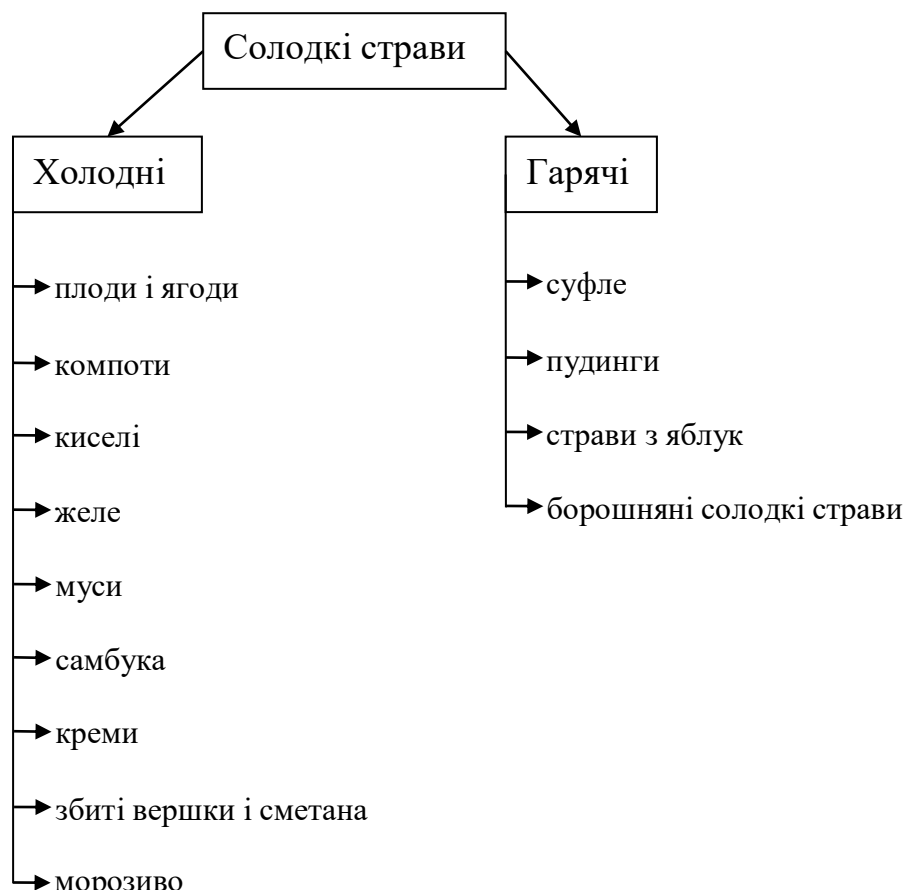 Солодкі страви
Холодні
плоди і ягоди
компоти
киселі
желе
муси
самбука
креми
збиті вершки і сметана
морозиво
Гарячі
суфле
пудинги
страви з яблук
борошняні солодкі страви